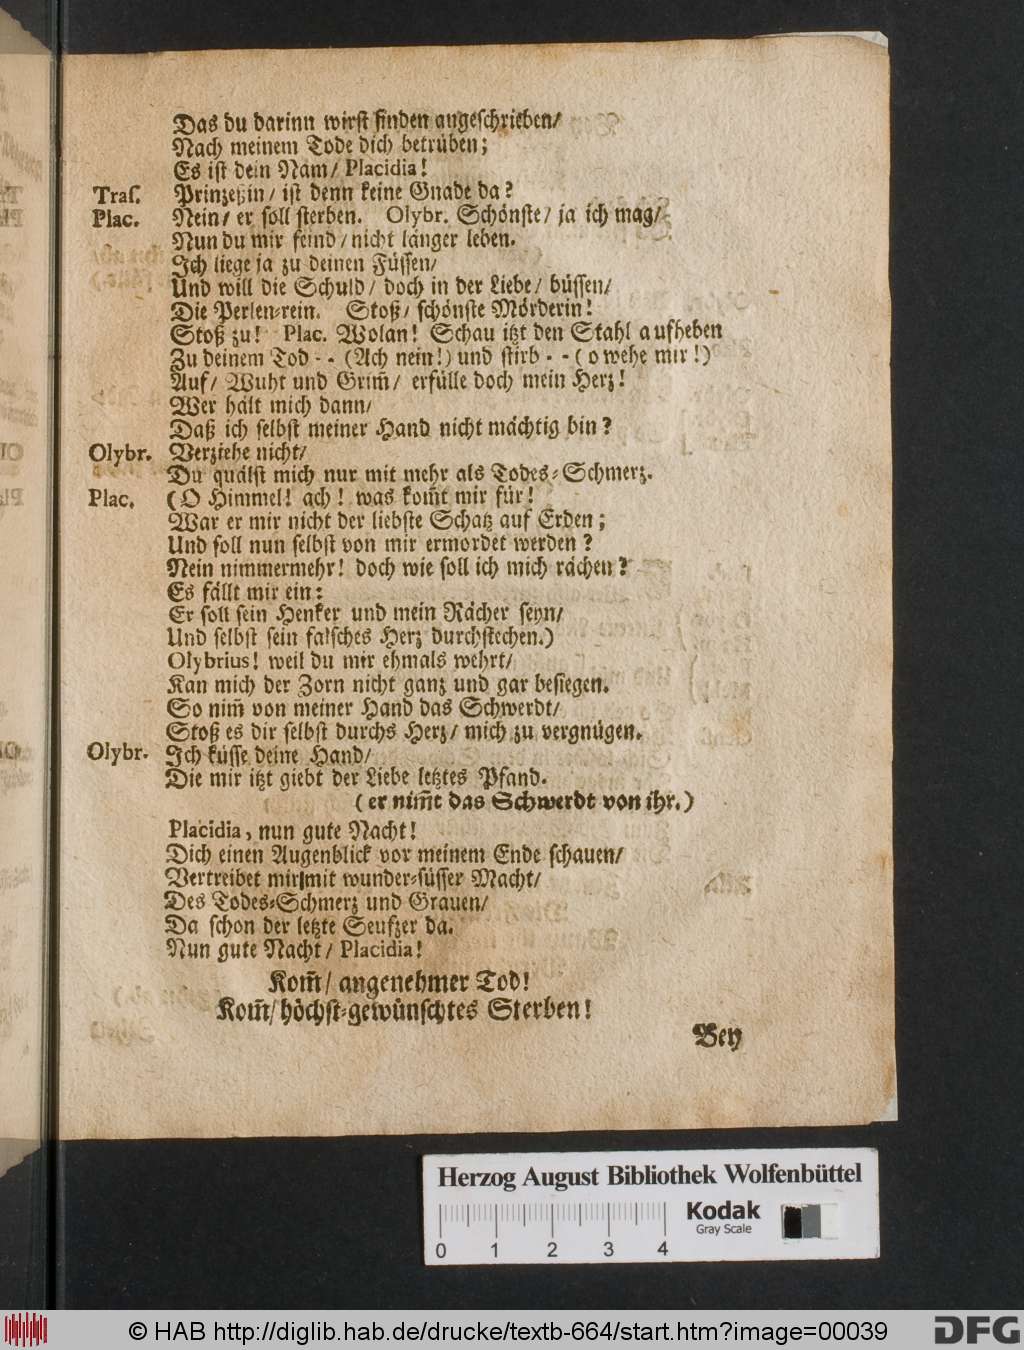 Das du darinn wirst finden angeschrieben/
Nach meinem Tode dich betrüben;
Es ist dein Nam/ Placidia!
Traſ. Prinzeßin/ ist denn keine Gnade da?
Plac. Nein/ er soll sterben. Olybr. Schönste/ ja ich mag/
Nun du mir feind/ nicht länger leben.
Ich liege ja zu deinen Füssen/
Und will die Schuld/ doch in der Liebe/ büssen/
Die Perlen-rein. Stoß/ schönste Mörderin!
Stoß zu! Plac. Wolan! Schau itzt den Stahl aufheben
Zu deinem Tod - - (Ach nein!) und stirb - - (o wehe mir!)
Auf/ Wuht und Grim̃/ erfülle doch mein Herz!
Wer hält mich dann/
Daß ich selbst meiner Hand nicht mächtig bin?
Olybr. Verziehe nicht/
Du quälst mich nur mit mehr als Todes-Schmerz.
Plac. (O Himmel! ach! was kom̃t mir für!
War er mir nicht der liebste Schatz auf Erden;
Und soll nun selbst von mir ermordet werden?
Nein nimmermehr! doch wie soll ich mich rächen?
Es fällt mir ein:
Er soll sein Henker und mein Rächer seyn/
Und selbst sein falsches Herz durchstechen.)
Olybrius! weil du mir ehmals wehrt/
Kan mich der Zorn nicht ganz und gar besiegen.
So nim̃ von meiner Hand das Schwerdt/
Stoß es dir selbst durchs Herz/ mich zu vergnügen.
Olybr. Ich küsse deine Hand/
Die mir itzt giebt der Liebe letztes Pfand.
(er nim̃t das Schwerdt von ihr.)
Placidia, nun gute Nacht!
Dich einen Augenblick vor meinem Ende schauen/
Vertreibet mir mit wunder-süsser Macht/
Des Todes-Schmerz und Grauen/
Da schon der letzte Seufzer da.
Nun gute Nacht/ Placidia!
Kom̃/ angenehmer Tod!
Kom̃/ höchst-gewünschtes Sterben!
Bey
Herzog August Bibliothek Wolfenbüttel
0 1 2 3 4 Kodak
Gray Scale
© HAB http://diglib.hab.de/drucke/textb-664/start.htm?image=00039 DFG